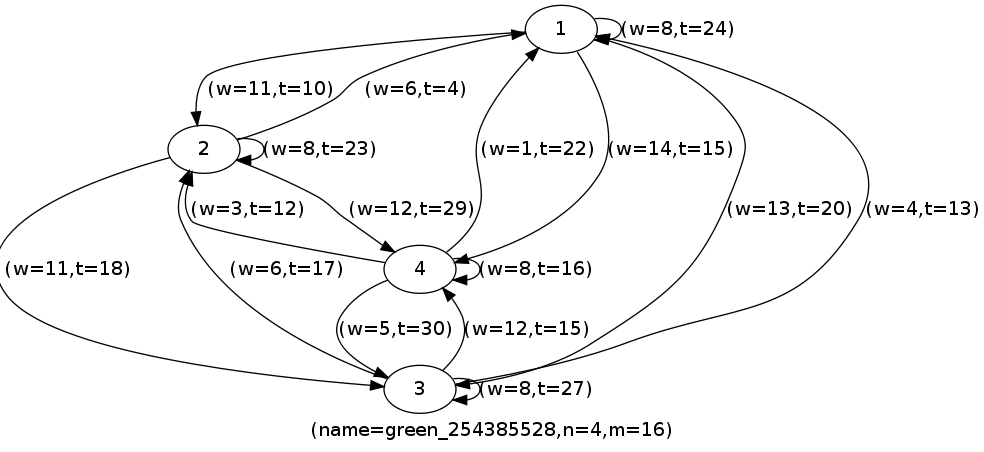 1
(w=8,t=24)
(w=11,t=10)
(w=6,t=4)
2
(w=8,t=23)
(w=1,t=22)
(w=14,t=15)
(w=3,t=12)
(w=12,t=29)
(w=13,t=20)
(w=4,t=13)
(w=11,t=18)
(w=6,t=17)
4
(w=8,t=16)
(w=5,t=30)
(w=12,t=15)
3
(w=8,t=27)
(name=green_254385528,n=4,m=16)